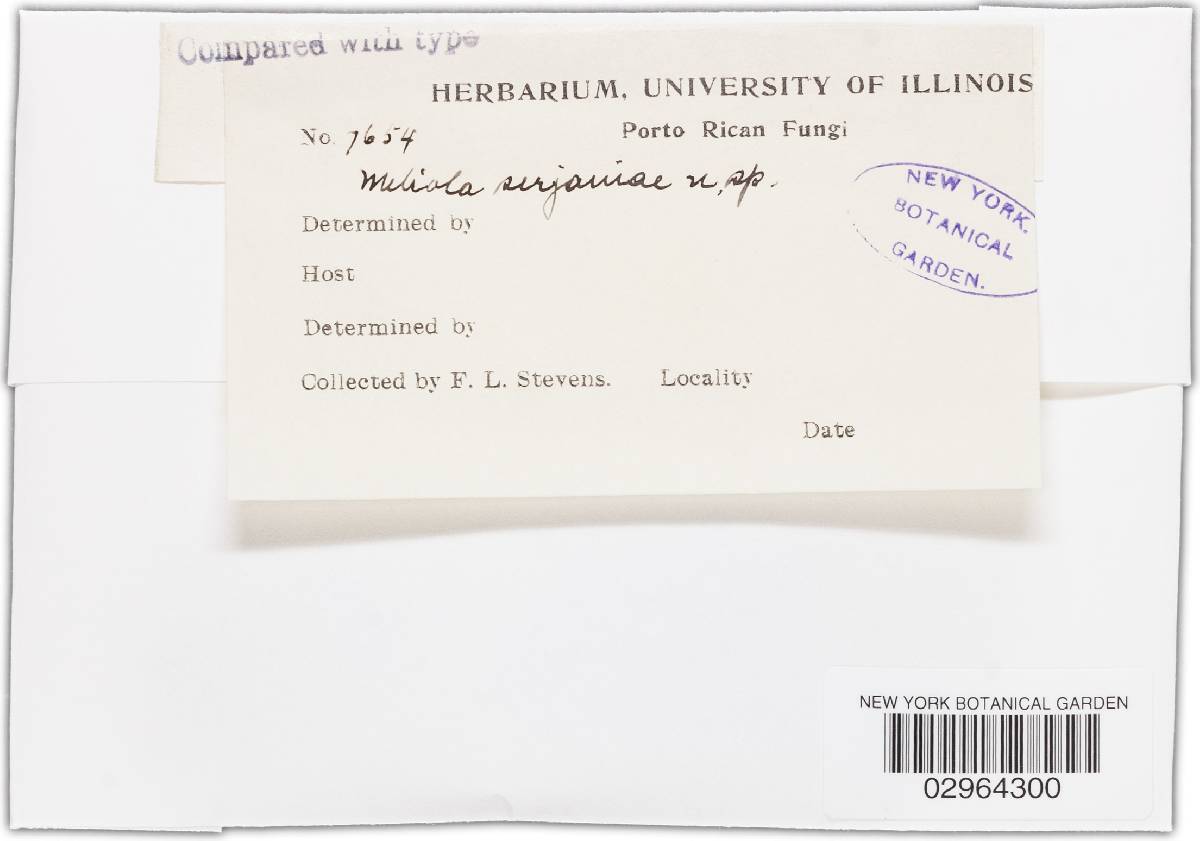 Compared with type
HERBARIUM, UNIVERSITY OF ILLINOIS
No. 7654 Porto Rican Fungi
Meliola serjaniae n. sp.
NEW YORK.
BOTANICAL
GARDEN.
Determined by
Host
Determined by
Collected by F. L. Stevens. Locality
Date
NEW YORK BOTANICAL GARDEN
02964300